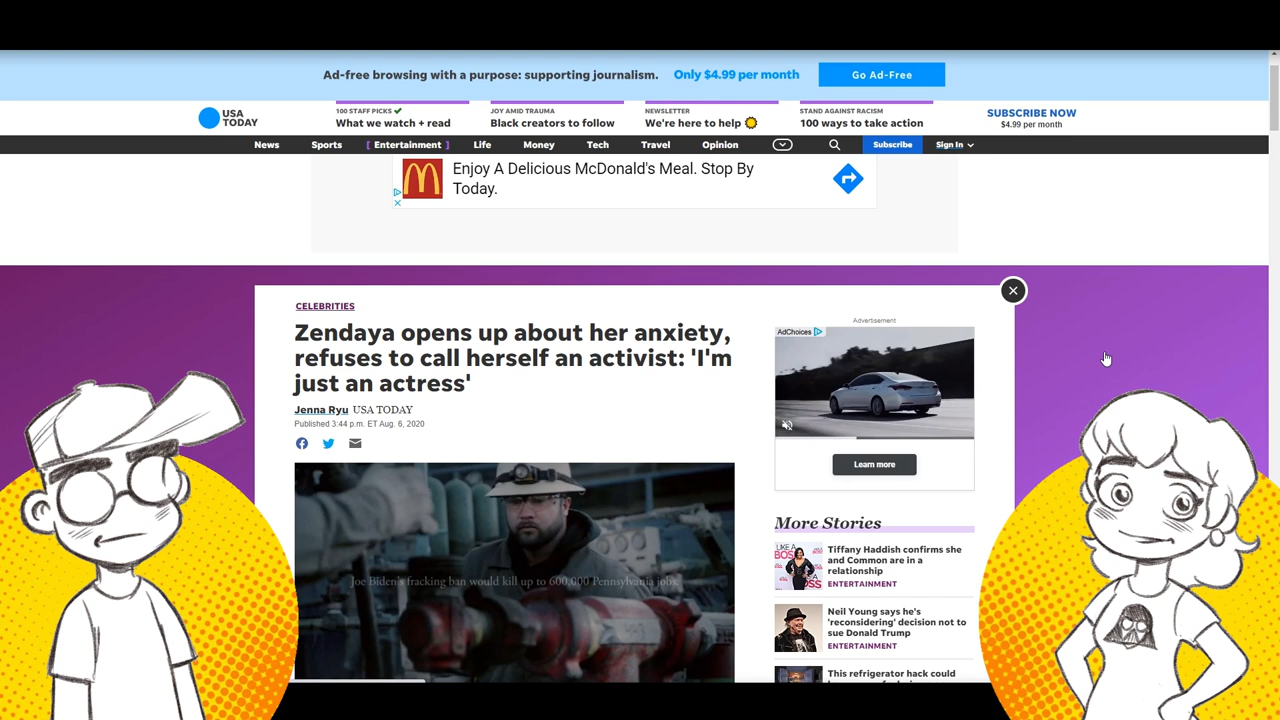 Ad-free browsing with a purpose: supporting journalism. Only $4.99 per month Go Ad-Free
USA
TODAY
100 STAFF PICKS
What we watch + read
JOY AMID TRAUMA
Black creators to follow
NEWSLETTER
We're here to help
STAND AGAINST RACISM
100 ways to take action
SUBSCRIBE NOW
$4.99 per month
News Sports [ Entertainment ] Life Money Tech Travel Opinion Subscribe Sign In
Enjoy A Delicious McDonald's Meal. Stop By
Today.
CELEBRITIES
Zendaya opens up about her anxiety,
refuses to call herself an activist: 'I'm
just an actress'
Jenna Ryu USA TODAY
Published 3:44 p.m. ET Aug. 6, 2020
Joe Biden's fracking ban would kill up to 600,000 Pennsylvania jobs.
Advertisement
AdChoices
Learn more
More Stories
LIKE A
BOSS
Tiffany Haddish confirms she
and Common are in a
relationship
ENTERTAINMENT
Neil Young says he's
'reconsidering' decision not to
sue Donald Trump
ENTERTAINMENT
This refrigerator hack could